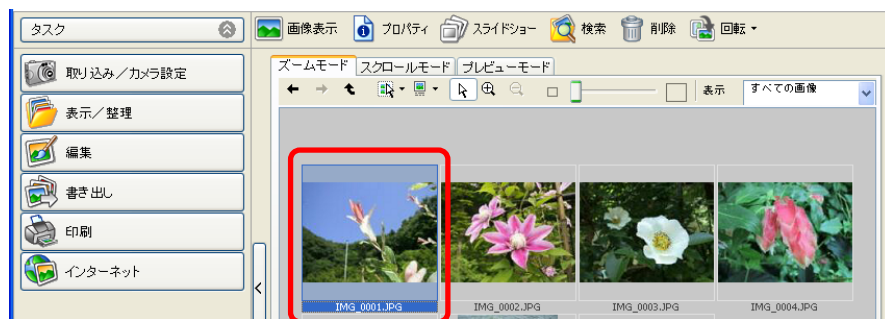 タスク
画像表示 プロパティ スライドショー 検索 削除 回転
取り込み／カメラ設定
表示／整理
編集
書き出し
印刷
インターネット
ズームモード スクロールモード プレビューモード
表示 すべての画像
IMG_0001.JPG IMG_0002.JPG IMG_0003.JPG IMG_0004.JPG